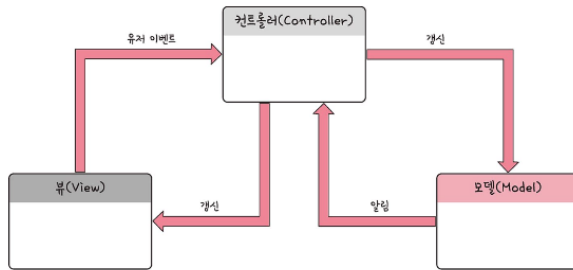 컨트롤러(Controller)
유저 이벤트
갱신
뷰(View)
모델(Model)
갱신
알림